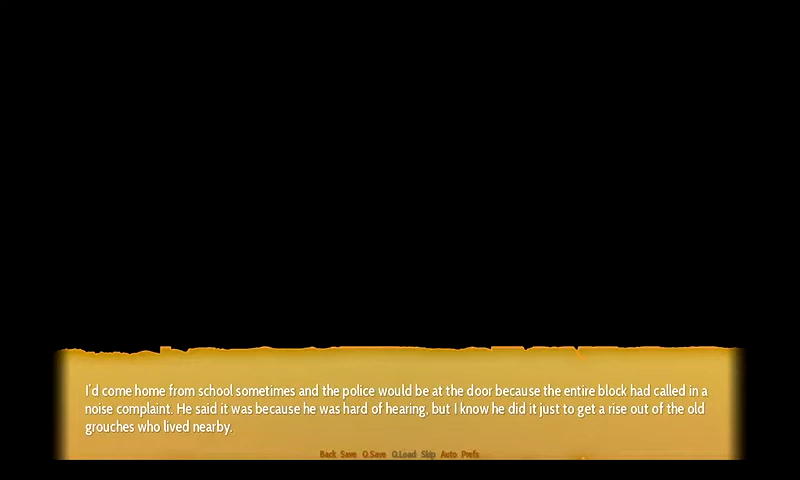 I'd come home from school sometimes and the police would be at the door because the entire block had called in a
noise complaint. He said it was because he was hard of hearing, but I know he did it just to get a rise out of the old
grouches who lived nearby.
Back Save Q.Save Q.Load Skip Auto Prefs